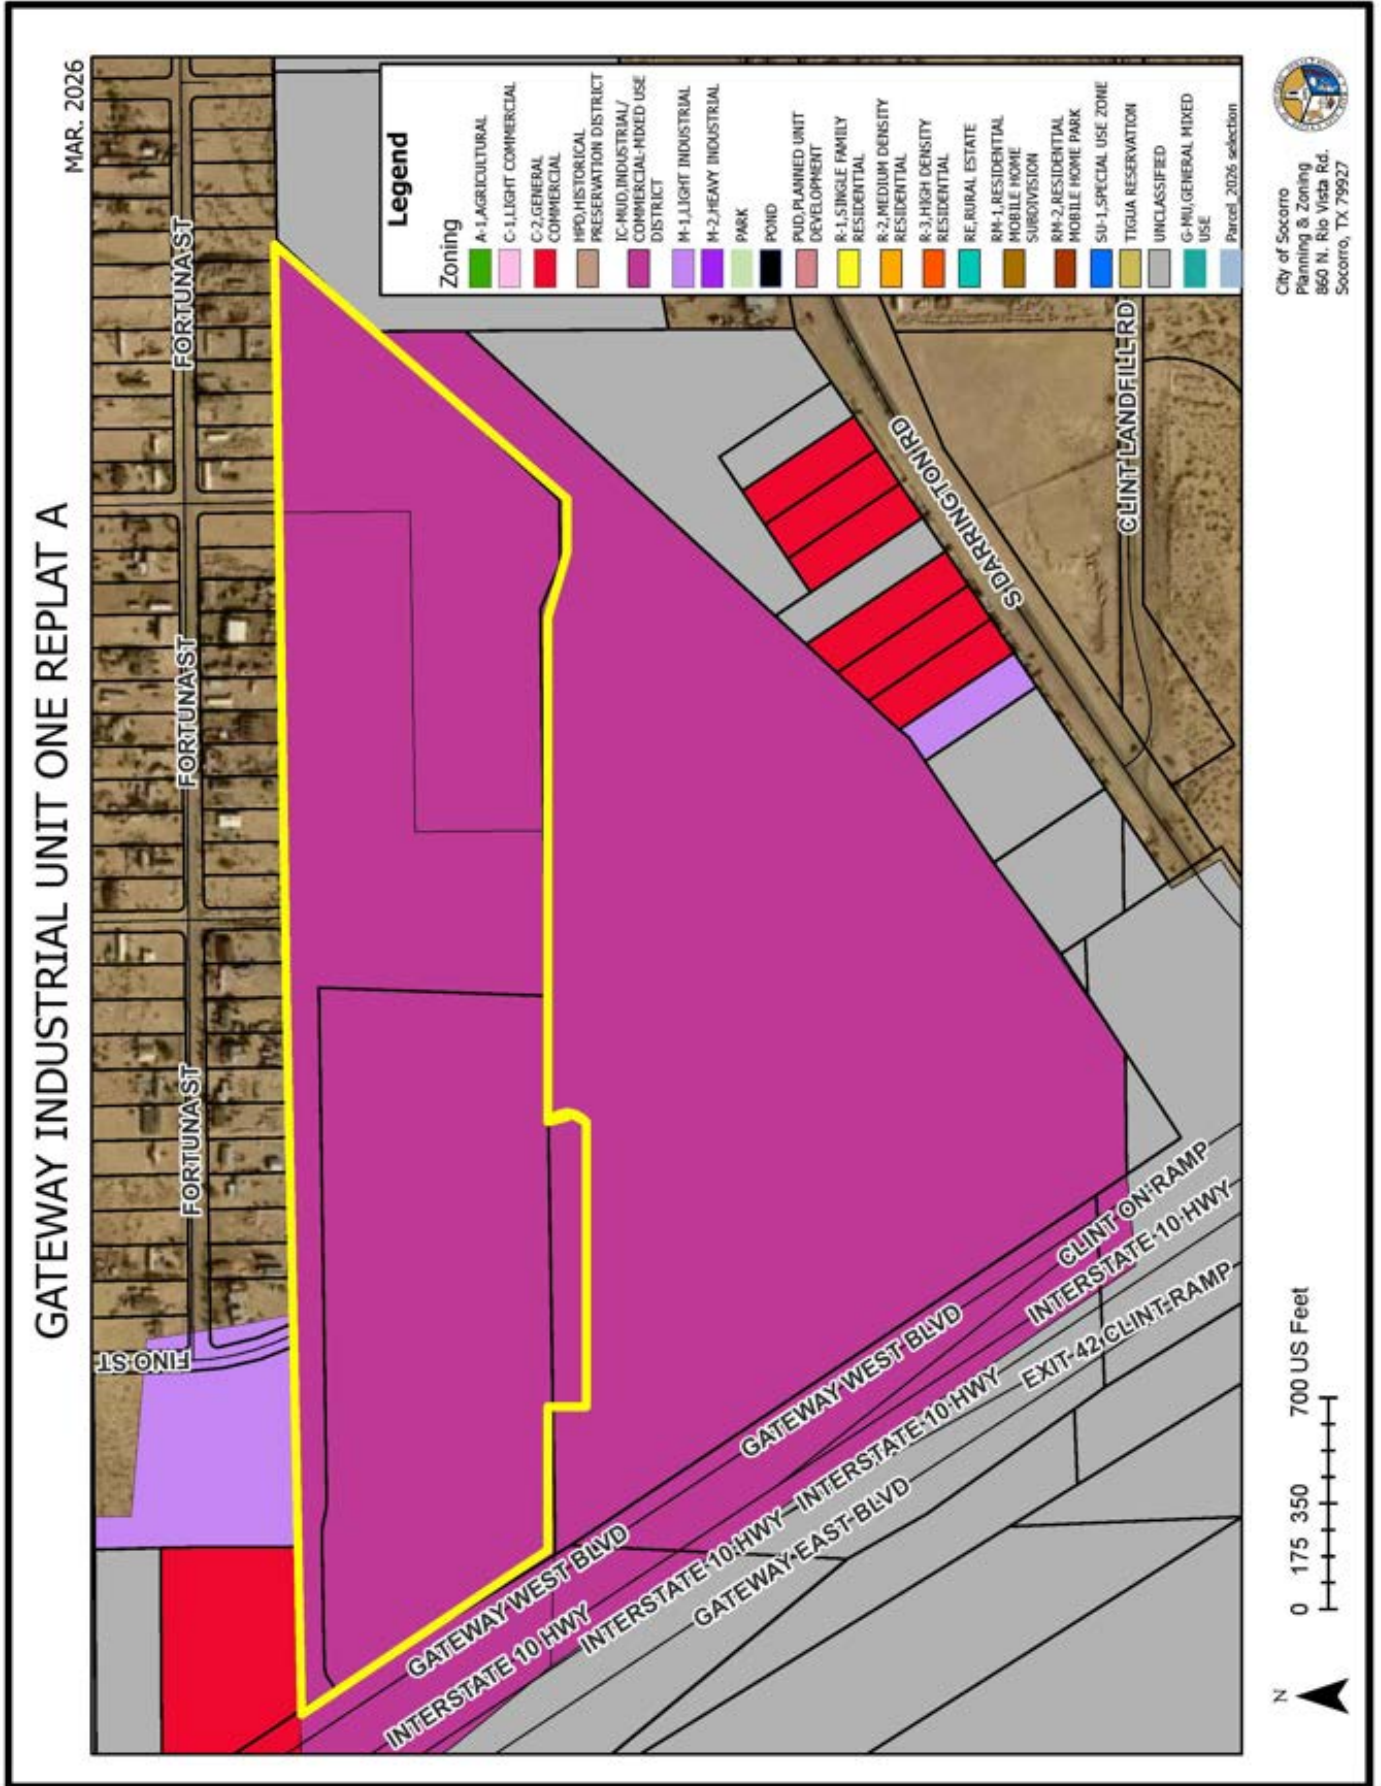 GATEWAY INDUSTRIAL UNIT ONE REPLAT A
MAR. 2026
FORTUNA ST
FORTUNA ST
FORTUNA ST
FINO ST
S DARRINGTON RD
CLINT LANDFILL RD
GATEWAY WEST BLVD
GATEWAY WEST BLVD
INTERSTATE 10 HWY
INTERSTATE 10 HWY
INTERSTATE 10 HWY
INTERSTATE 10 HWY
GATEWAY EAST BLVD
CLINT ON RAMP
EXIT 42 CLINT RAMP
Legend
Zoning
A-1,AGRICULTURAL
C-1,LIGHT COMMERCIAL
C-2,GENERAL
COMMERCIAL
HPD,HISTORICAL
PRESERVATION DISTRICT
IC-MUD,INDUSTRIAL/
COMMERCIAL-MIXED USE
DISTRICT
M-1,LIGHT INDUSTRIAL
M-2,HEAVY INDUSTRIAL
PARK
POND
PUD,PLANNED UNIT
DEVELOPMENT
R-1,SINGLE FAMILY
RESIDENTIAL
R-2,MEDIUM DENSITY
RESIDENTIAL
R-3,HIGH DENSITY
RESIDENTIAL
RE,RURAL ESTATE
RM-1,RESIDENTIAL
MOBILE HOME
SUBDIVISION
RM-2,RESIDENTIAL
MOBILE HOME PARK
SU-1,SPECIAL USE ZONE
TIGUA RESERVATION
UNCLASSIFIED
G-MU,GENERAL MIXED
USE
Parcel_2026 selection
N
0 175 350 700 US Feet
City of Socorro
Planning & Zoning
860 N. Rio Vista Rd.
Socorro, TX 79927